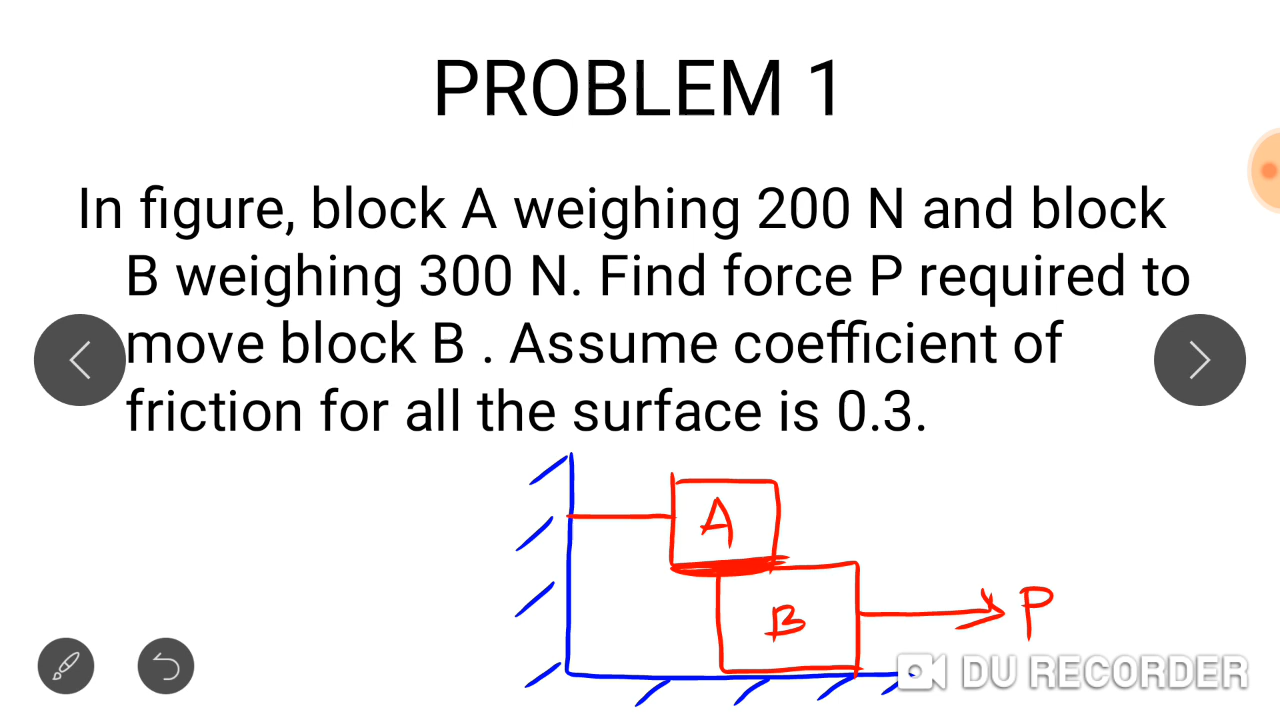 PROBLEM 1
In figure, block A weighing 200 N and block
B weighing 300 N. Find force P required to
move block B . Assume coefficient of
friction for all the surface is 0.3.
A
B
P
DU RECORDER